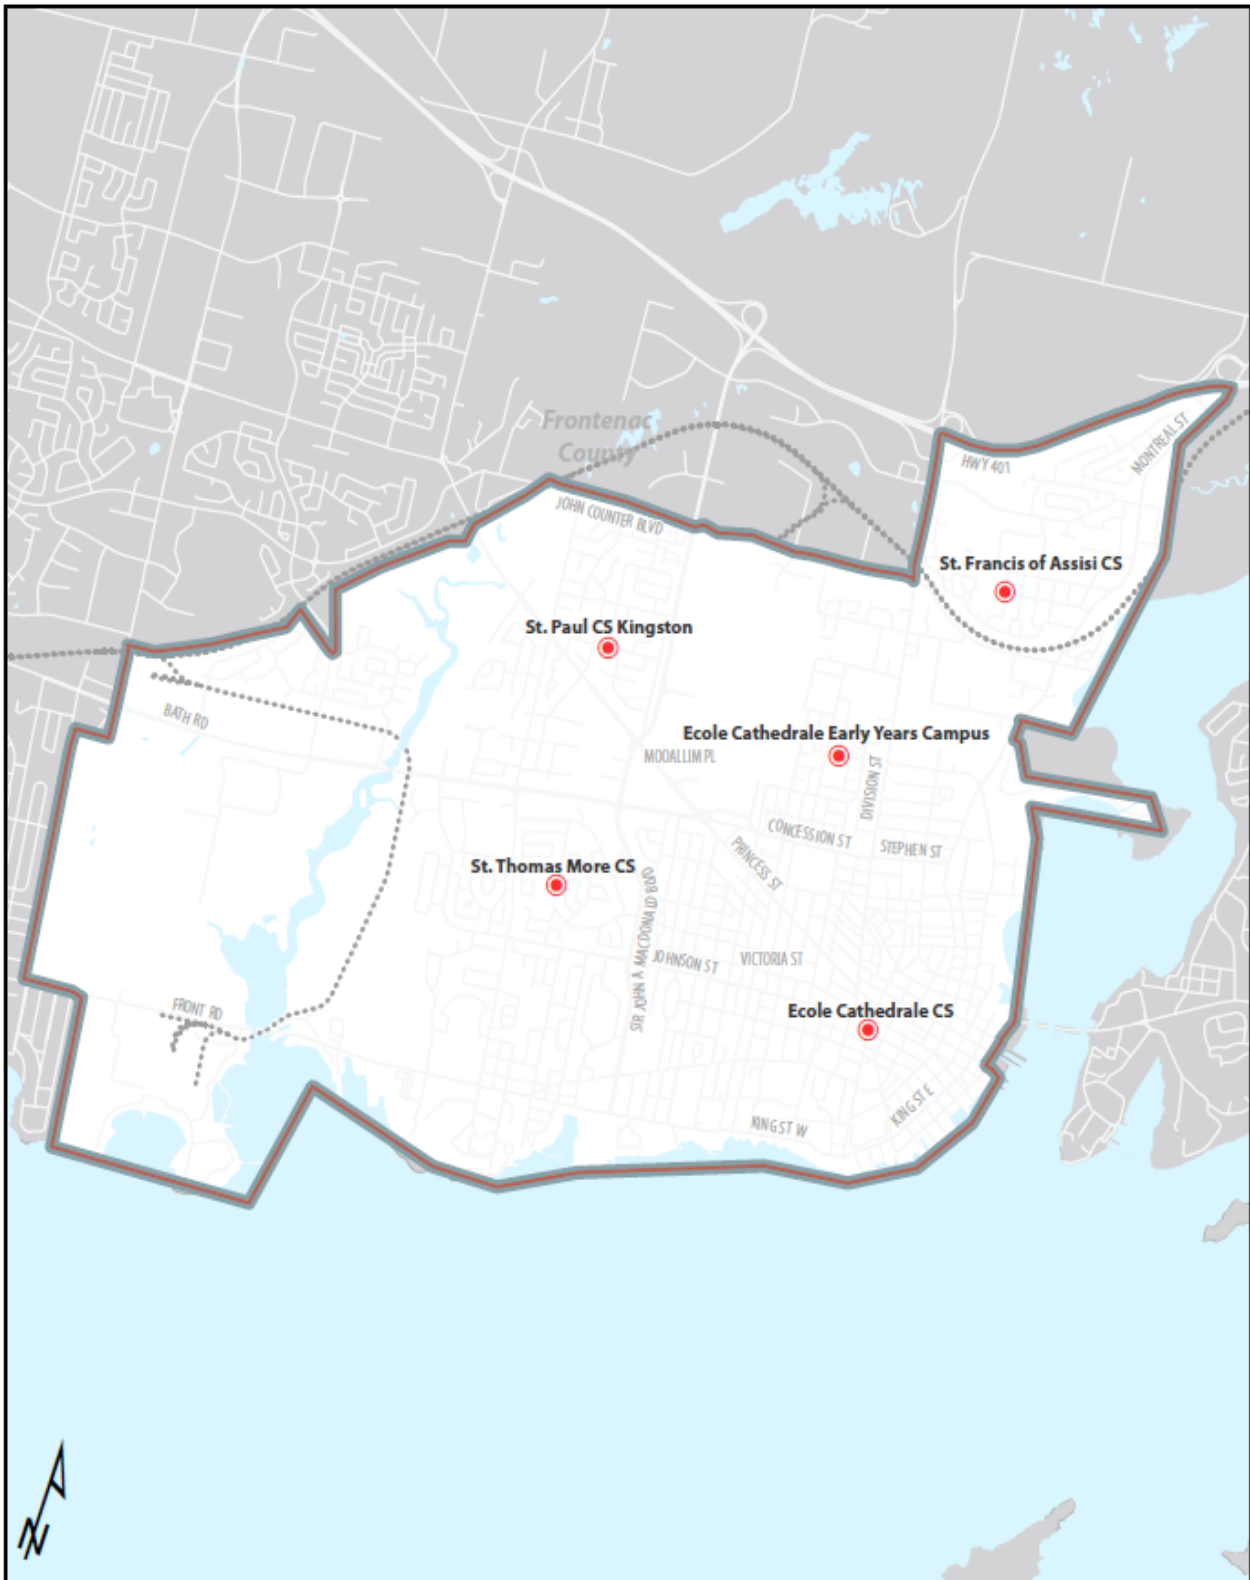 Frontenac
County
HWY 401
MONTREAL ST
JOHN COUNTER BLVD
St. Francis of Assisi CS
St. Paul CS Kingston
BATH RD
Ecole Cathedrale Early Years Campus
MOOALLIM PL
DIVISION ST
CONCESSION ST
STEPHEN ST
PRINCESS ST
St. Thomas More CS
SIR JOHN A MACDONALD BLVD
JOHNSON ST
VICTORIA ST
FRONT RD
Ecole Cathedrale CS
KING ST E
KING ST W
N